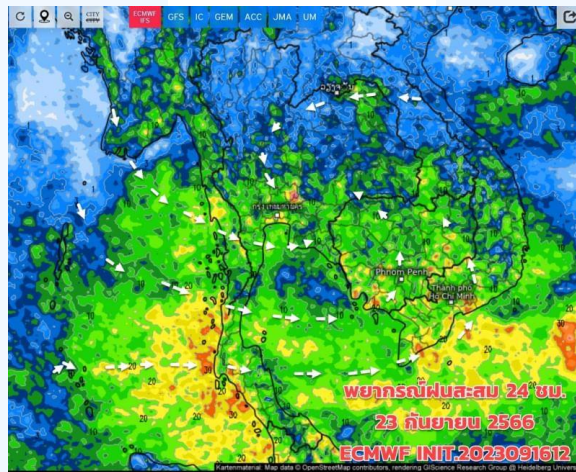 CITY
ECMWF
IFS
GFS
IC
GEM
ACC
JMA
UM
กรุงเทพมหานคร
Phnom Penh
Thành phố
Hồ Chí Minh
พยากรณ์ฝนสะสม 24 ชม.
23 กันยายน 2566
ECMWF INIT.2023091612
Kartenmaterial: Map data © OpenStreetMap contributors, rendering GIScience Research Group @ Heidelberg Univer